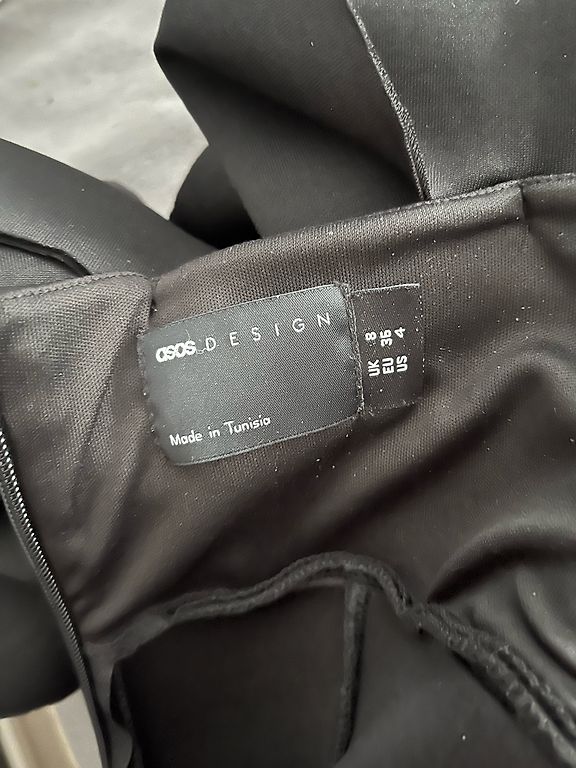 asos DESIGN
Made in Tunisia
UK 8
EU 36
US 4